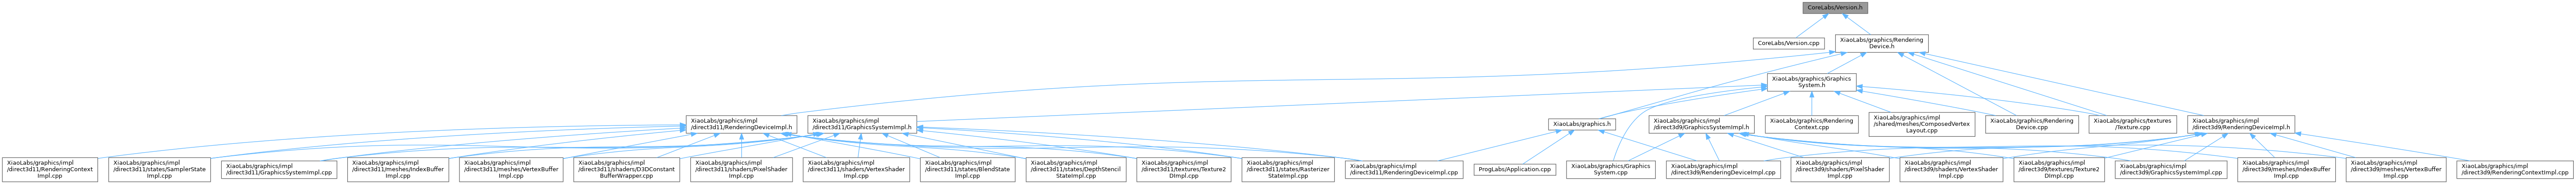 CoreLabs/Version.h
CoreLabs/Version.cpp
XiaoLabs/graphics/Rendering
Device.h
XiaoLabs/graphics/Graphics
System.h
XiaoLabs/graphics/impl
/direct3d11/RenderingDeviceImpl.h
XiaoLabs/graphics/impl
/direct3d11/GraphicsSystemImpl.h
XiaoLabs/graphics.h
XiaoLabs/graphics/impl
/direct3d9/GraphicsSystemImpl.h
XiaoLabs/graphics/Rendering
Context.cpp
XiaoLabs/graphics/impl
/shared/meshes/ComposedVertex
Layout.cpp
XiaoLabs/graphics/Rendering
Device.cpp
XiaoLabs/graphics/textures
/Texture.cpp
XiaoLabs/graphics/impl
/direct3d9/RenderingDeviceImpl.h
XiaoLabs/graphics/impl
/direct3d11/RenderingContext
Impl.cpp
XiaoLabs/graphics/impl
/direct3d11/states/SamplerState
Impl.cpp
XiaoLabs/graphics/impl
/direct3d11/GraphicsSystemImpl.cpp
XiaoLabs/graphics/impl
/direct3d11/meshes/IndexBuffer
Impl.cpp
XiaoLabs/graphics/impl
/direct3d11/meshes/VertexBuffer
Impl.cpp
XiaoLabs/graphics/impl
/direct3d11/shaders/D3DConstant
BufferWrapper.cpp
XiaoLabs/graphics/impl
/direct3d11/shaders/PixelShader
Impl.cpp
XiaoLabs/graphics/impl
/direct3d11/shaders/VertexShader
Impl.cpp
XiaoLabs/graphics/impl
/direct3d11/states/BlendState
Impl.cpp
XiaoLabs/graphics/impl
/direct3d11/states/DepthStencil
StateImpl.cpp
XiaoLabs/graphics/impl
/direct3d11/textures/Texture2
DImpl.cpp
XiaoLabs/graphics/impl
/direct3d11/states/Rasterizer
StateImpl.cpp
XiaoLabs/graphics/impl
/direct3d11/RenderingDeviceImpl.cpp
ProgLabs/Application.cpp
XiaoLabs/graphics/Graphics
System.cpp
XiaoLabs/graphics/impl
/direct3d9/RenderingDeviceImpl.cpp
XiaoLabs/graphics/impl
/direct3d9/shaders/PixelShader
Impl.cpp
XiaoLabs/graphics/impl
/direct3d9/shaders/VertexShader
Impl.cpp
XiaoLabs/graphics/impl
/direct3d9/textures/Texture2
DImpl.cpp
XiaoLabs/graphics/impl
/direct3d9/GraphicsSystemImpl.cpp
XiaoLabs/graphics/impl
/direct3d9/meshes/IndexBuffer
Impl.cpp
XiaoLabs/graphics/impl
/direct3d9/meshes/VertexBuffer
Impl.cpp
XiaoLabs/graphics/impl
/direct3d9/RenderingContextImpl.cpp